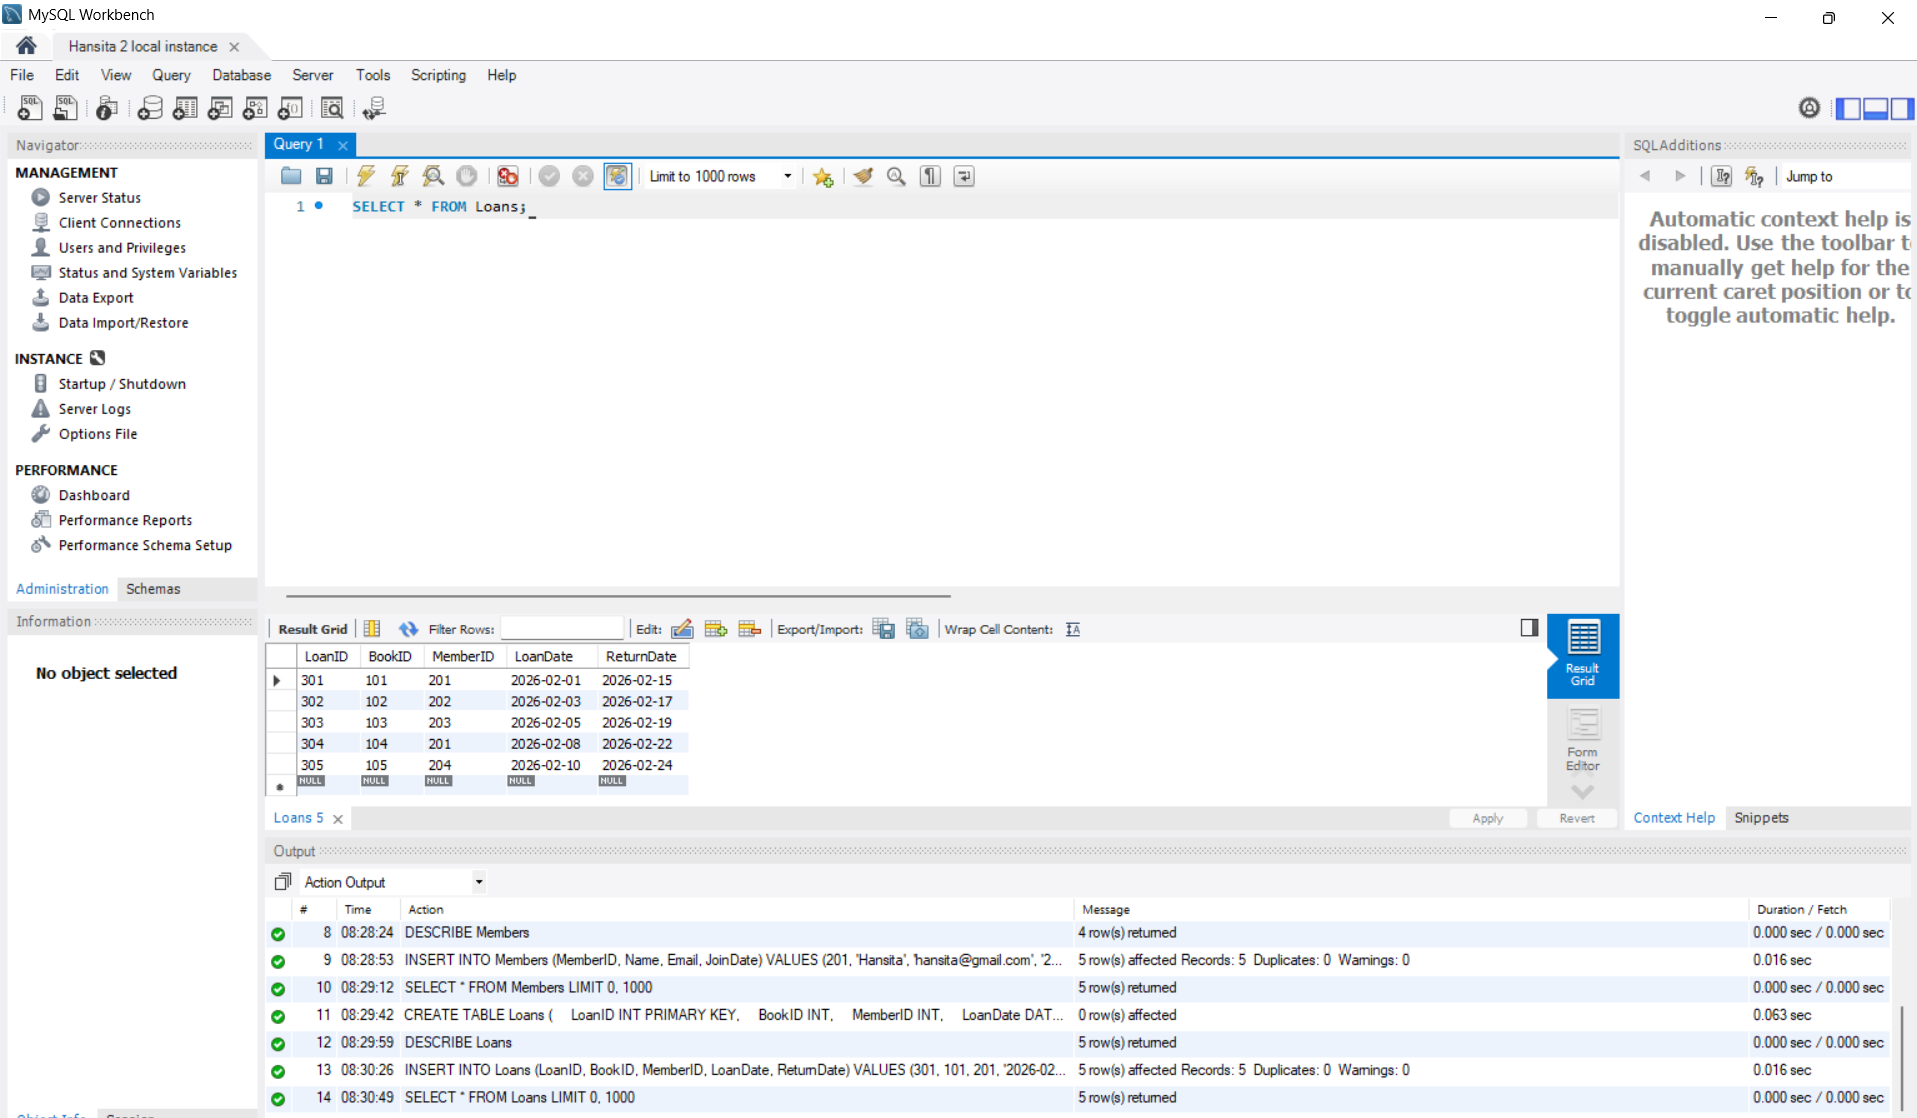 MySQL Workbench
Hansita 2 local instance
File Edit View Query Database Server Tools Scripting Help
Navigator
MANAGEMENT
Server Status
Client Connections
Users and Privileges
Status and System Variables
Data Export
Data Import/Restore
INSTANCE
Startup / Shutdown
Server Logs
Options File
PERFORMANCE
Dashboard
Performance Reports
Performance Schema Setup
Administration Schemas
Information
No object selected
Query 1
Limit to 1000 rows
1 SELECT * FROM Loans;
Result Grid Filter Rows: Edit: Export/Import: Wrap Cell Content:
LoanID BookID MemberID LoanDate ReturnDate
301 101 201 2026-02-01 2026-02-15
302 102 202 2026-02-03 2026-02-17
303 103 203 2026-02-05 2026-02-19
304 104 201 2026-02-08 2026-02-22
305 105 204 2026-02-10 2026-02-24
NULL NULL NULL NULL NULL
Result
Grid
Form
Editor
Loans 5 Apply Revert
SQLAdditions
Jump to
Automatic context help is
disabled. Use the toolbar
manually get help for the
current caret position or
toggle automatic help.
Context Help Snippets
Output
Action Output
# Time Action Message Duration / Fetch
8 08:28:24 DESCRIBE Members 4 row(s) returned 0.000 sec / 0.000 sec
9 08:28:53 INSERT INTO Members (MemberID, Name, Email, JoinDate) VALUES (201, 'Hansita', 'hansita@gmail.com', '2... 5 row(s) affected Records: 5 Duplicates: 0 Warnings: 0 0.016 sec
10 08:29:12 SELECT * FROM Members LIMIT 0, 1000 5 row(s) returned 0.000 sec / 0.000 sec
11 08:29:42 CREATE TABLE Loans ( LoanID INT PRIMARY KEY, BookID INT, MemberID INT, LoanDate DAT... 0 row(s) affected 0.063 sec
12 08:29:59 DESCRIBE Loans 5 row(s) returned 0.000 sec / 0.000 sec
13 08:30:26 INSERT INTO Loans (LoanID, BookID, MemberID, LoanDate, ReturnDate) VALUES (301, 101, 201, '2026-02... 5 row(s) affected Records: 5 Duplicates: 0 Warnings: 0 0.016 sec
14 08:30:49 SELECT * FROM Loans LIMIT 0, 1000 5 row(s) returned 0.000 sec / 0.000 sec